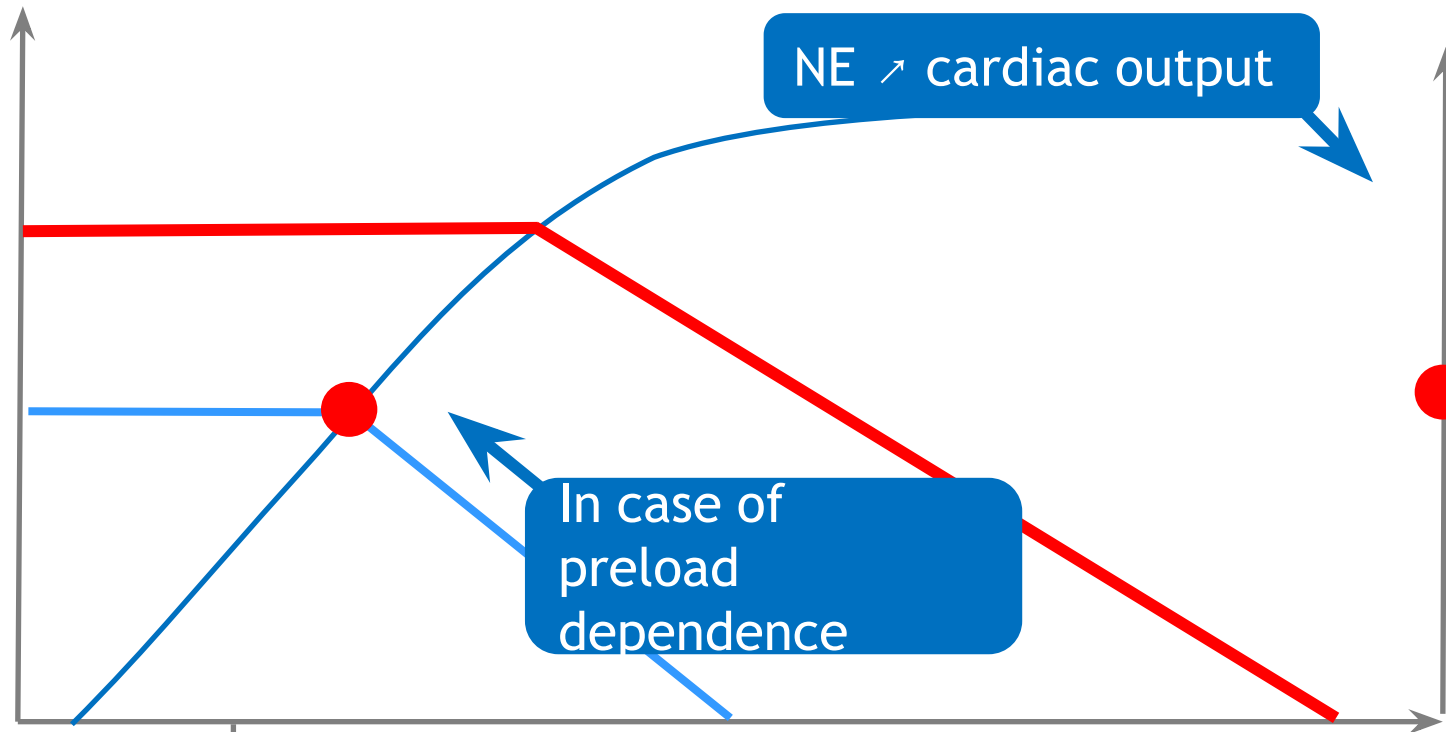 NE ↗ cardiac output
In case of
preload
dependence